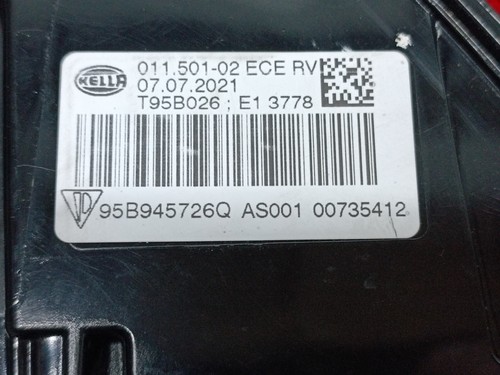 HELLA
011.501-02 ECE RV
07.07.2021
T95B026 : E1 3778
95B945726Q AS001 00735412